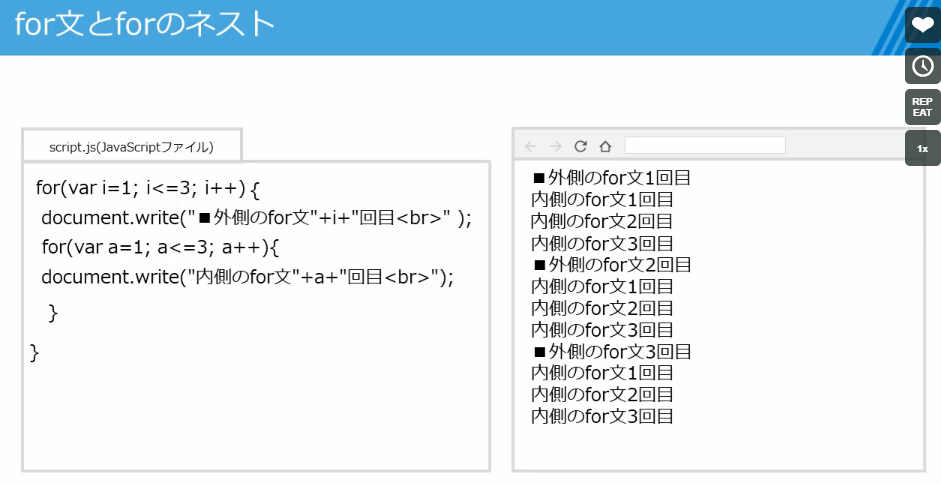 for文とforのネスト
REP
EAT
1x
script.js(JavaScriptファイル)
for(var i=1; i<=3; i++){
document.write("■外側のfor文"+i+"回目<br>" );
for(var a=1; a<=3; a++){
document.write("内側のfor文"+a+"回目<br>");
}
}
■外側のfor文1回目
内側のfor文1回目
内側のfor文2回目
内側のfor文3回目
■外側のfor文2回目
内側のfor文1回目
内側のfor文2回目
内側のfor文3回目
■外側のfor文3回目
内側のfor文1回目
内側のfor文2回目
内側のfor文3回目